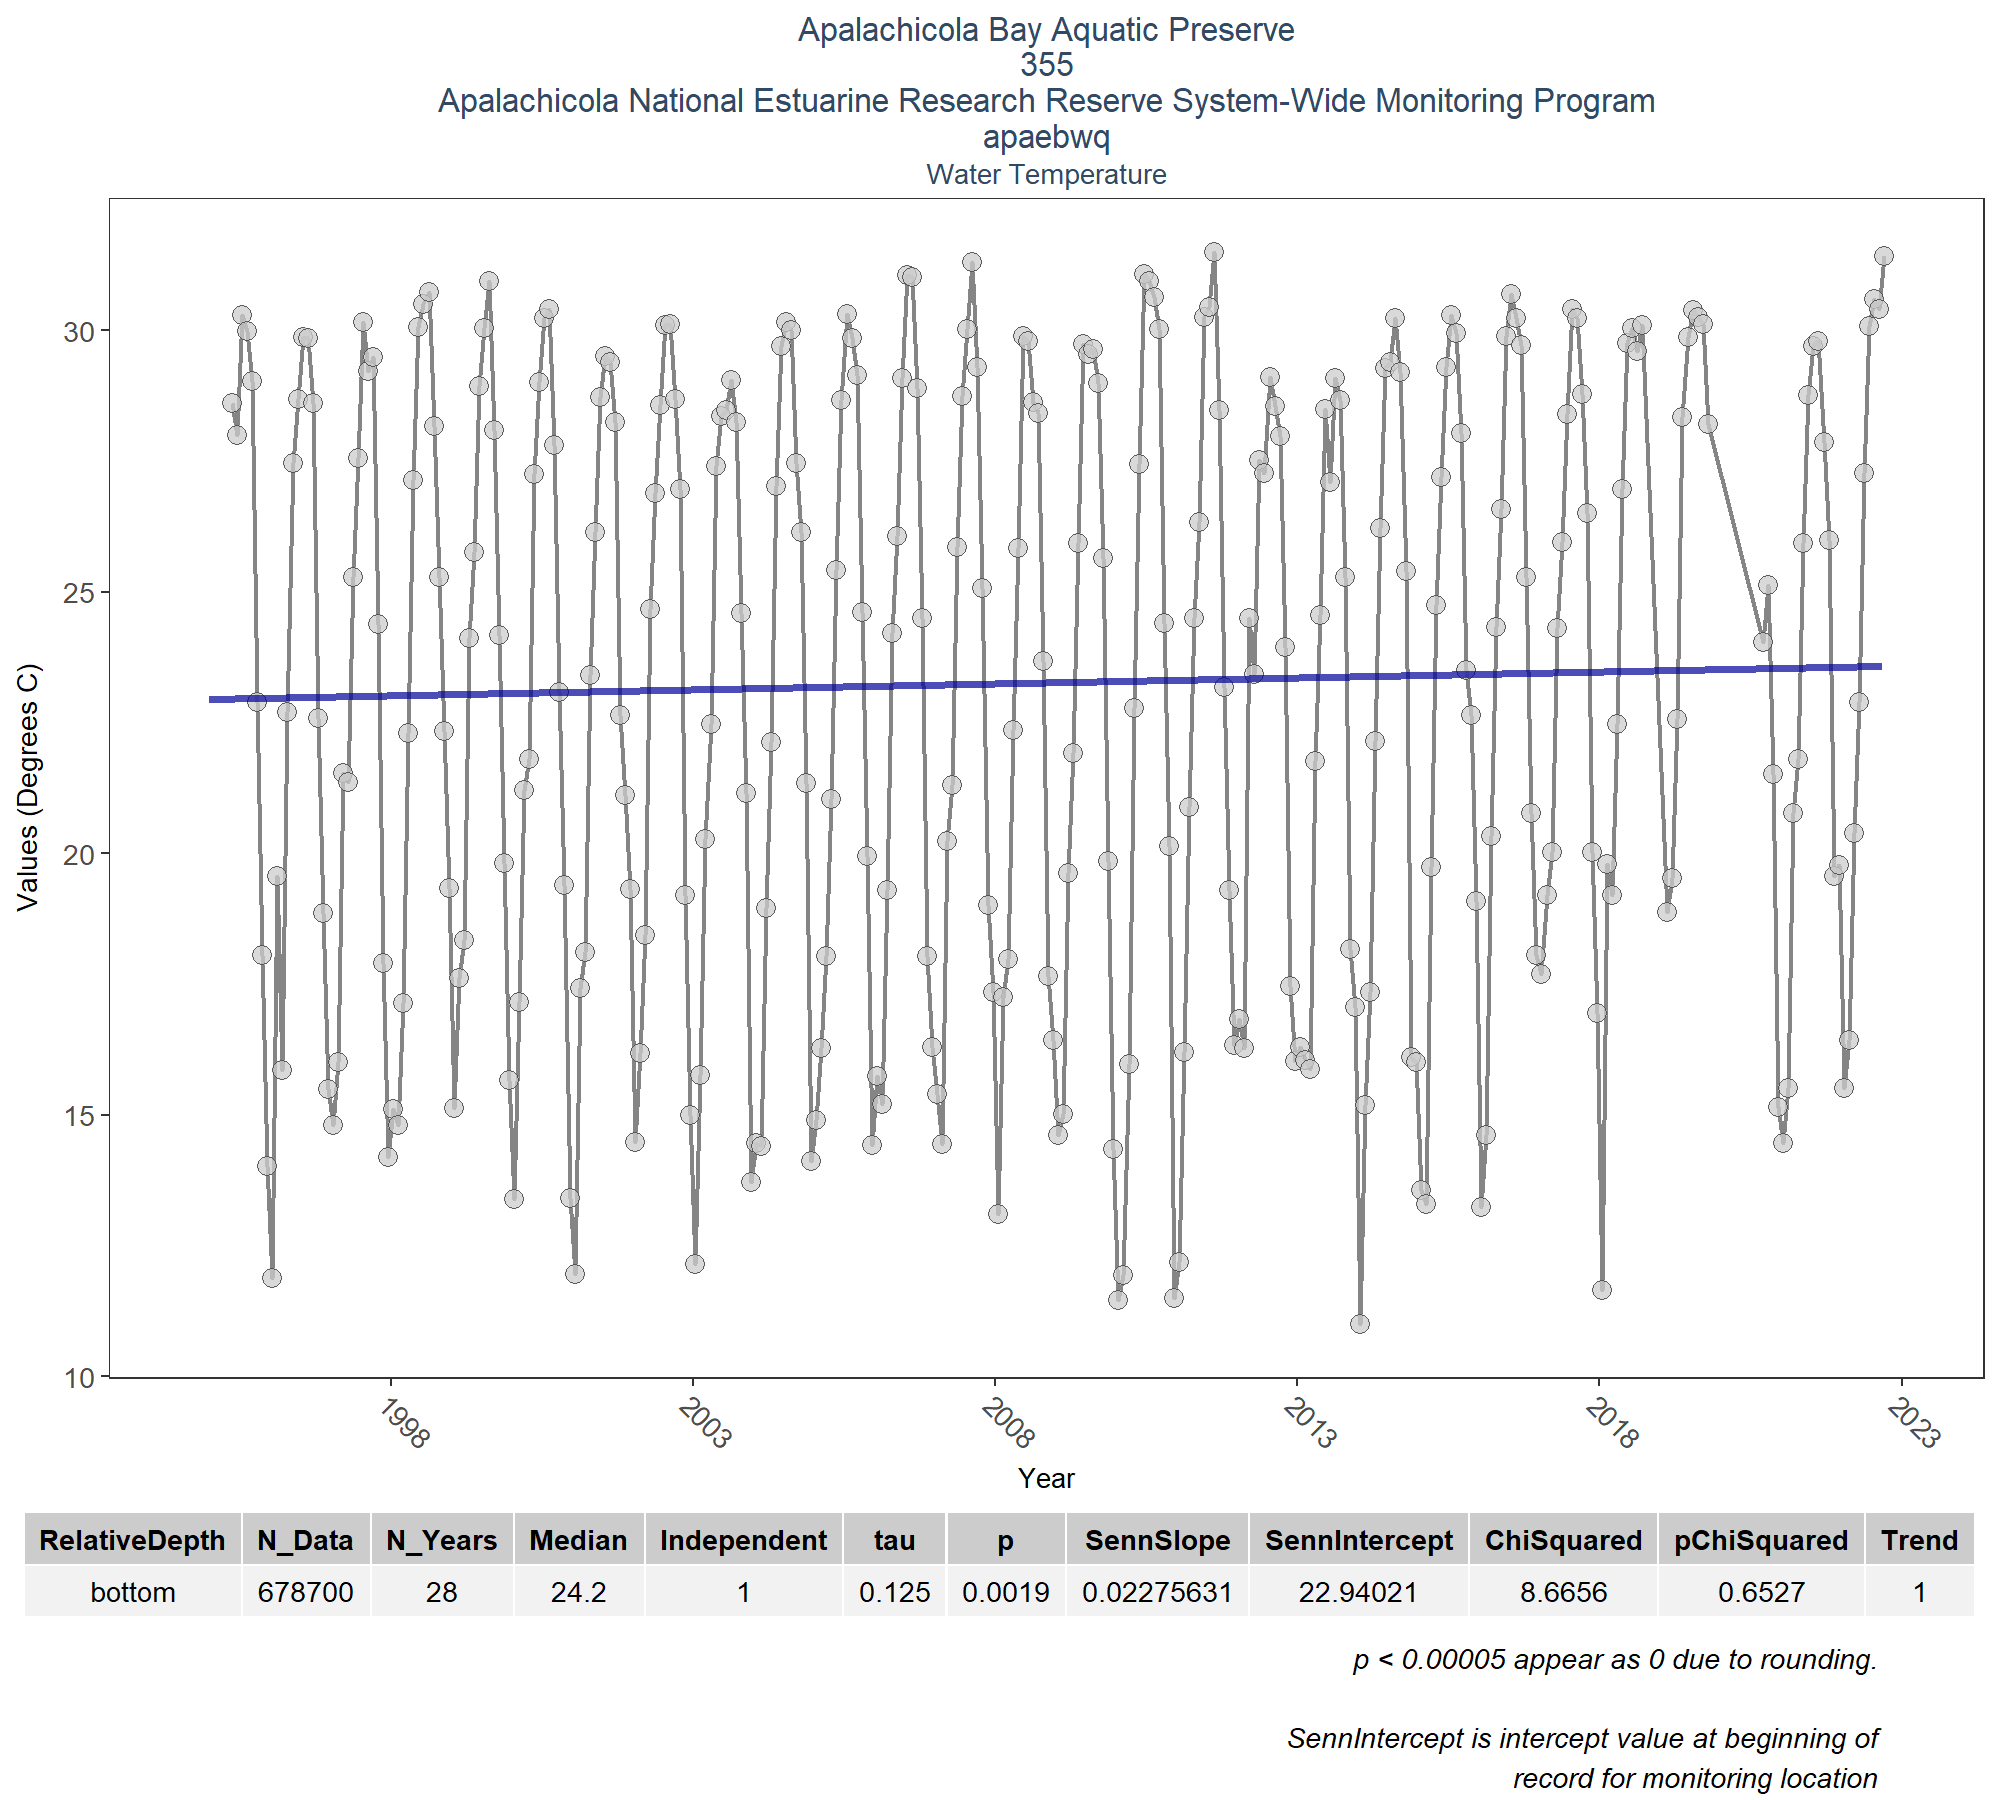 Apalachicola Bay Aquatic Preserve
355
Apalachicola National Estuarine Research Reserve System-Wide Monitoring Program
apaebwq
Water Temperature
Values (Degrees C)
30
25
20
15
10
1998
2003
2008
2013
2018
2023
Year
RelativeDepth N_Data N_Years Median Independent tau p SennSlope SennIntercept ChiSquared pChiSquared Trend
bottom 678700 28 24.2 1 0.125 0.0019 0.02275631 22.94021 8.6656 0.6527 1
p < 0.00005 appear as 0 due to rounding.
SennIntercept is intercept value at beginning of
record for monitoring location